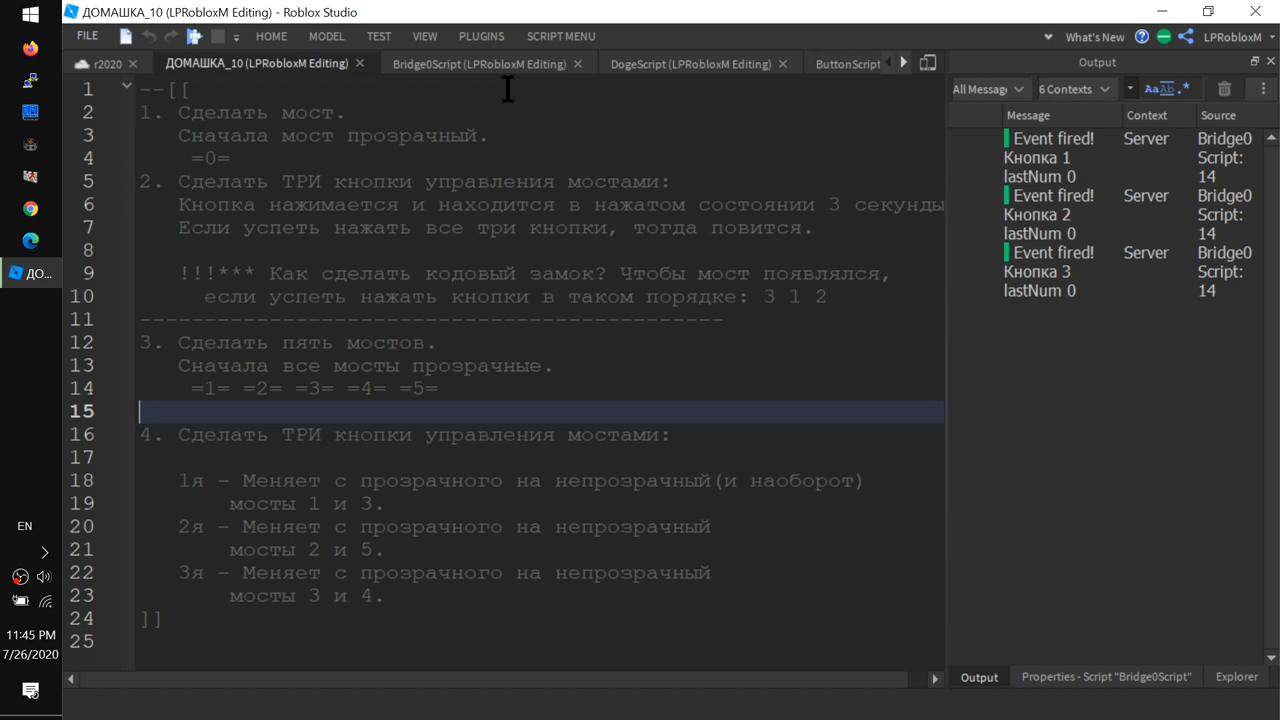 ДОМАШКА_10 (LPRobloxM Editing) - Roblox Studio
FILE HOME MODEL TEST VIEW PLUGINS SCRIPT MENU What's New LPRobloxM
r2020 ДОМАШКА_10 (LPRobloxM Editing) Bridge0Script (LPRobloxM Editing) DogeScript (LPRobloxM Editing) ButtonScript
1 --[[
2 1. Сделать мост.
3 Сначала мост прозрачный.
4 =0=
5 2. Сделать ТРИ кнопки управления мостами:
6 Кнопка нажимается и находится в нажатом состоянии 3 секунды
7 Если успеть нажать все три кнопки, тогда повится.
8
9 !!!*** Как сделать кодовый замок? Чтобы мост появлялся,
10 если успеть нажать кнопки в таком порядке: 3 1 2
11 ---------------------------------------------
12 3. Сделать пять мостов.
13 Сначала все мосты прозрачные.
14 =1= =2= =3= =4= =5=
15
16 4. Сделать ТРИ кнопки управления мостами:
17
18 1я - Меняет с прозрачного на непрозрачный(и наоборот)
19 мосты 1 и 3.
20 2я - Меняет с прозрачного на непрозрачный
21 мосты 2 и 5.
22 3я - Меняет с прозрачного на непрозрачный
23 мосты 3 и 4.
24 ]]
25
Output
All Messag 6 Contexts AaAb.*
Message Context Source
Event fired! Server Bridge0
Кнопка 1 Script:
lastNum 0 14
Event fired! Server Bridge0
Кнопка 2 Script:
lastNum 0 14
Event fired! Server Bridge0
Кнопка 3 Script:
lastNum 0 14
Output Properties - Script "Bridge0Script" Explorer
ДО...
EN
11:45 PM
7/26/2020